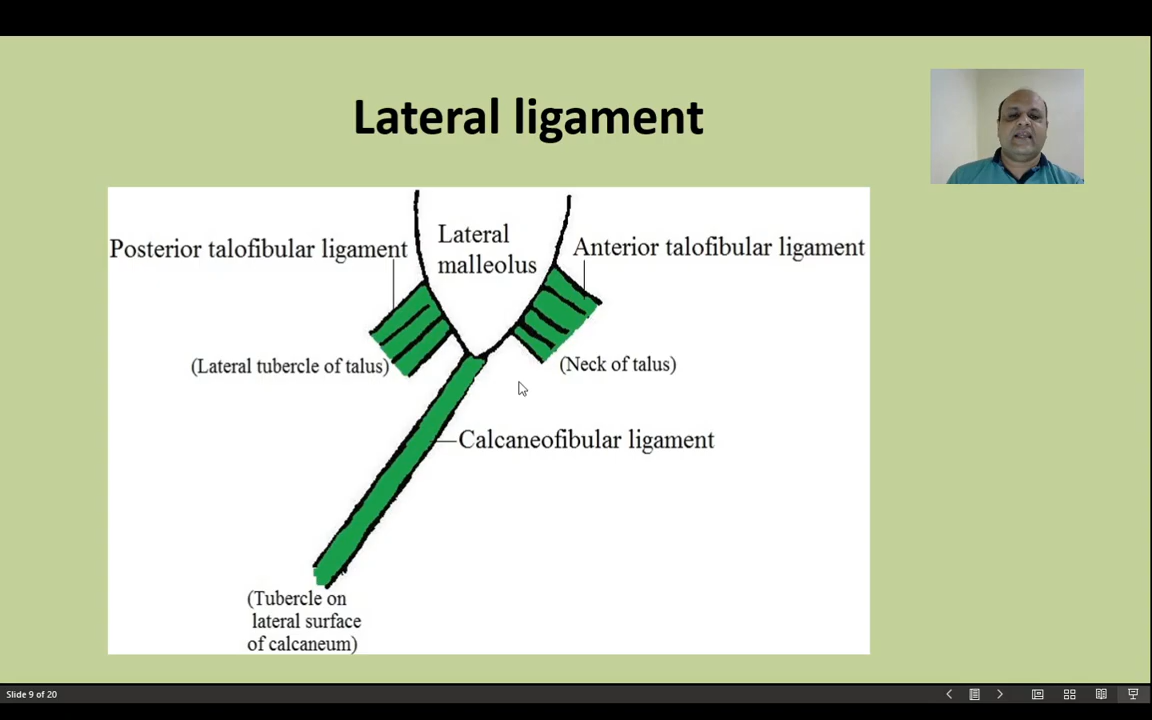 Lateral ligament
Posterior talofibular ligament
Lateral
malleolus
Anterior talofibular ligament
(Lateral tubercle of talus)
(Neck of talus)
Calcaneofibular ligament
(Tubercle on
lateral surface
of calcaneum)
Slide 9 of 20